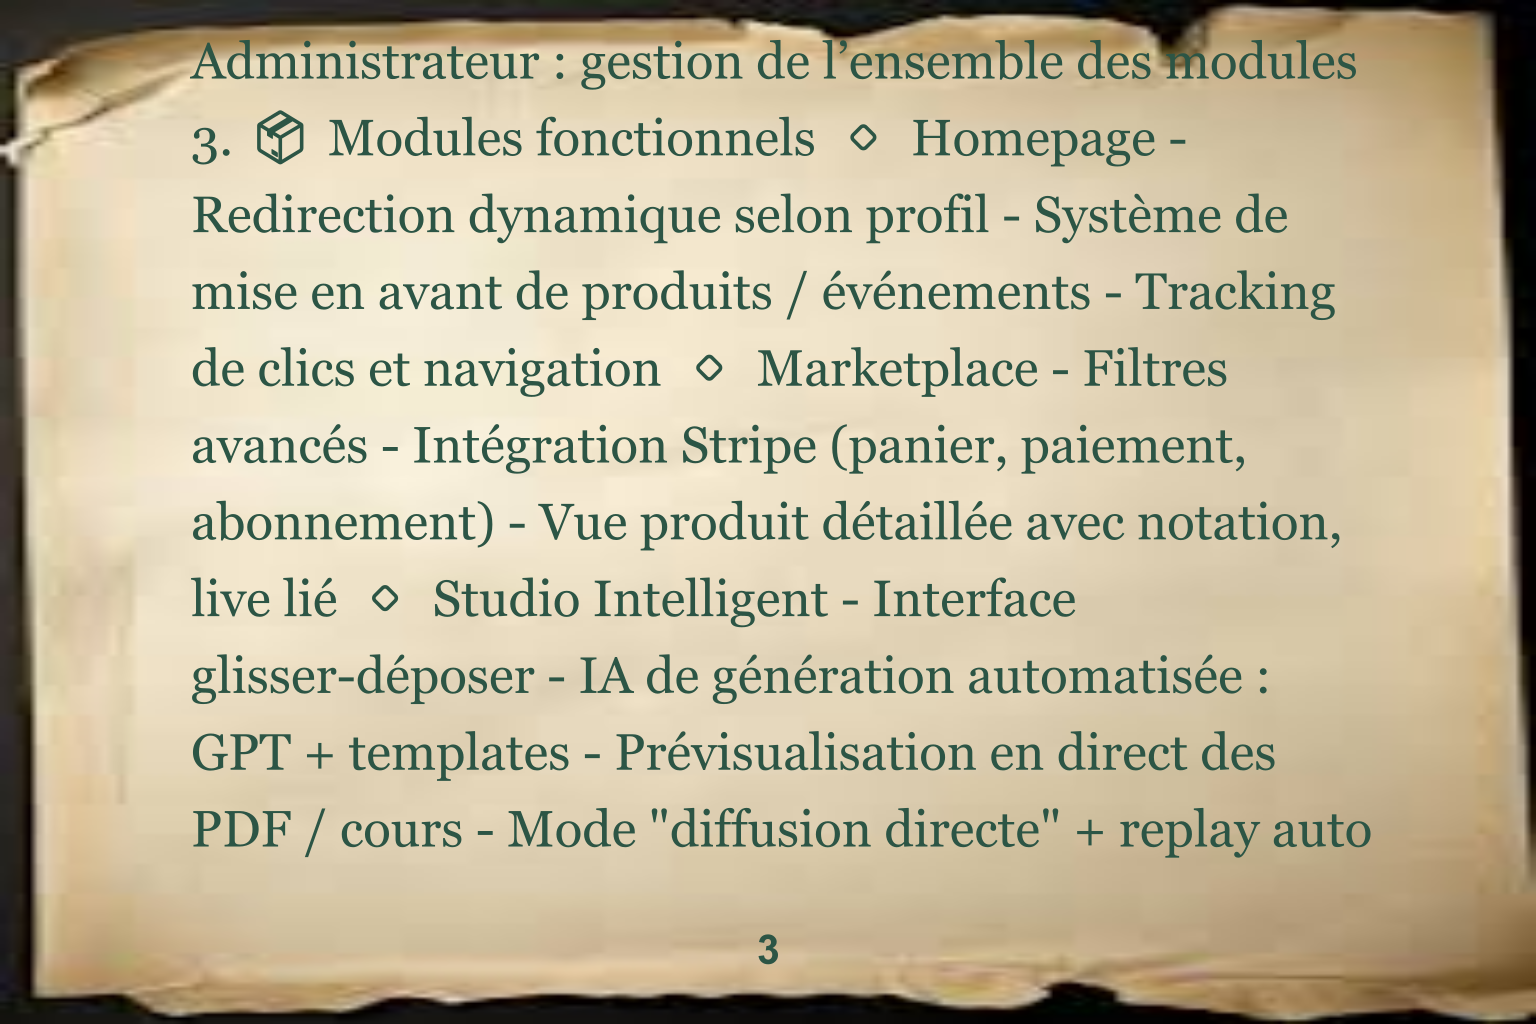 Administrateur : gestion de l’ensemble des modules
3. 📦 Modules fonctionnels 🔹 Homepage -
Redirection dynamique selon profil - Système de
mise en avant de produits / événements - Tracking
de clics et navigation 🔹 Marketplace - Filtres
avancés - Intégration Stripe (panier, paiement,
abonnement) - Vue produit détaillée avec notation,
live lié 🔹 Studio Intelligent - Interface
glisser-déposer - IA de génération automatisée :
GPT + templates - Prévisualisation en direct des
PDF / cours - Mode "diffusion directe" + replay auto
3